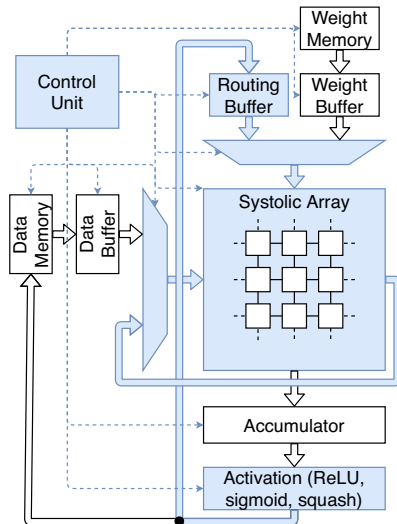 Weight
Memory
Control
Unit
Routing
Buffer
Weight
Buffer
Systolic Array
Data
Memory
Data
Buffer
Accumulator
Activation (ReLU,
sigmoid, squash)